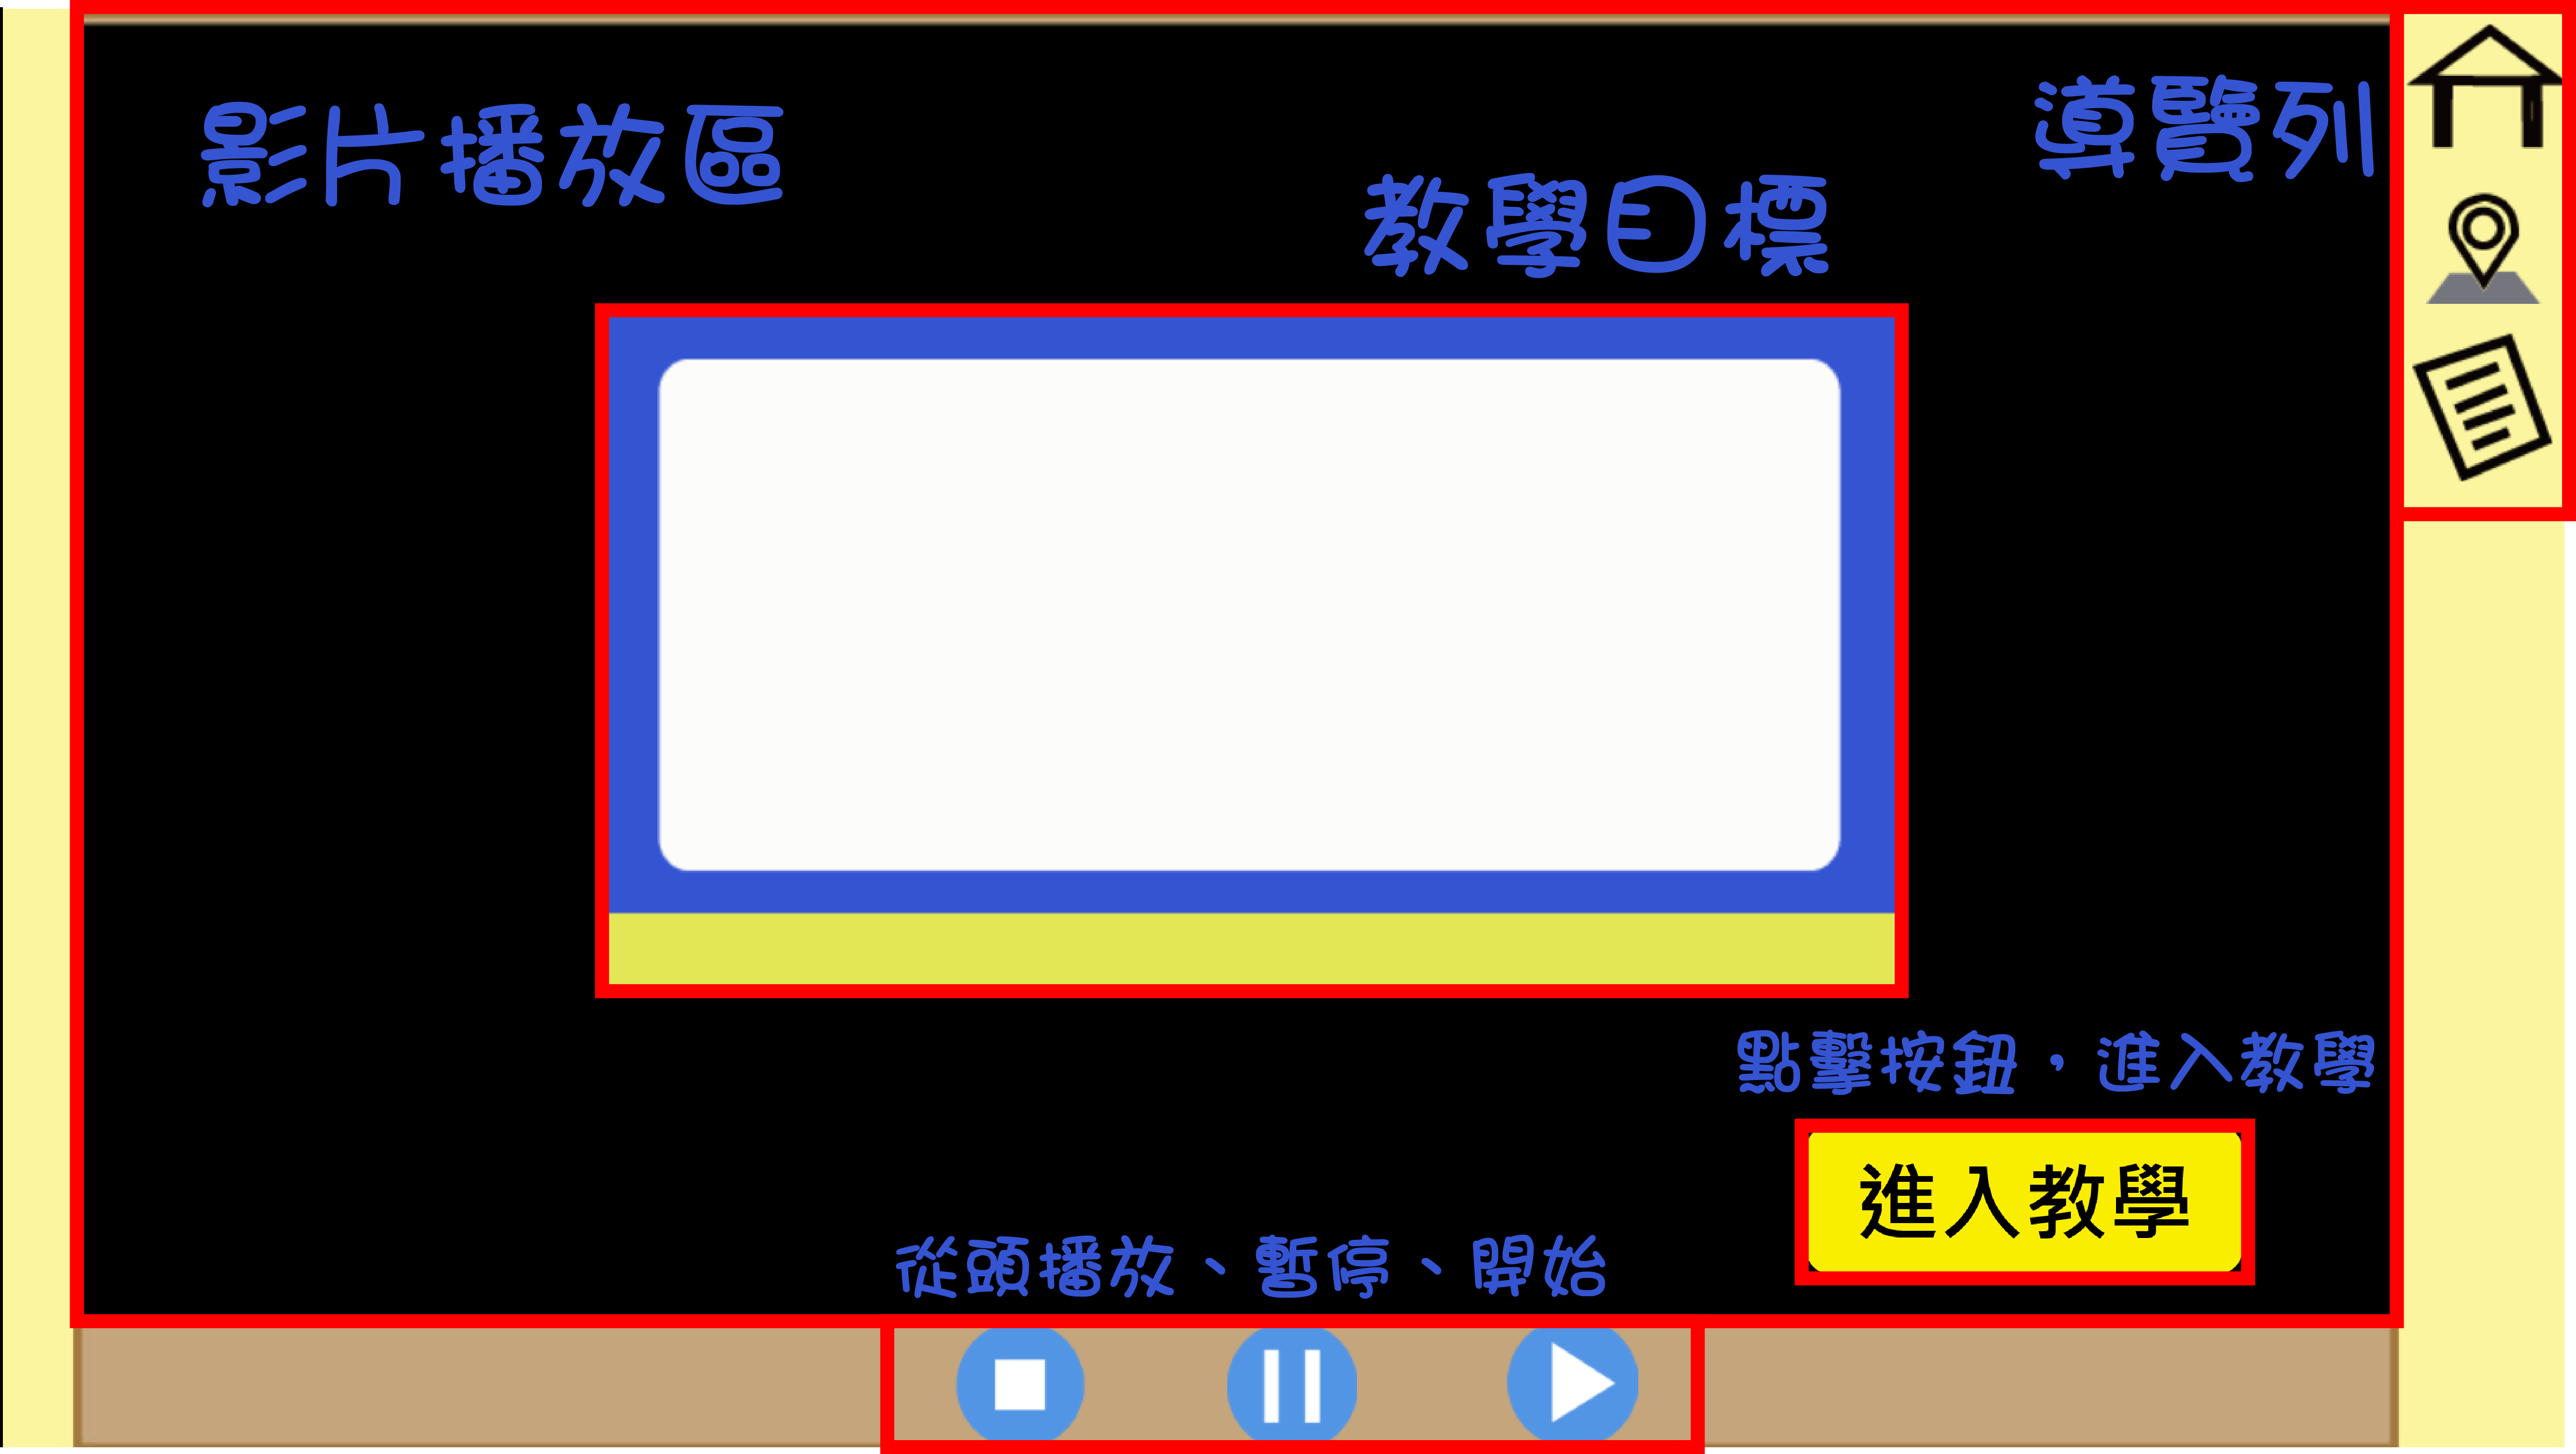 影片播放區
導覽列
教學目標
點擊按鈕，進入教學
進入教學
從頭播放、暫停、開始